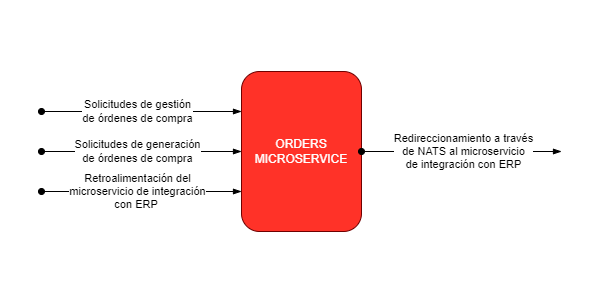 Solicitudes de gestión
de órdenes de compra
Solicitudes de generación
de órdenes de compra
Retroalimentación del
microservicio de integración
con ERP
ORDERS
MICROSERVICE
Redireccionamiento a través
de NATS al microservicio
de integración con ERP